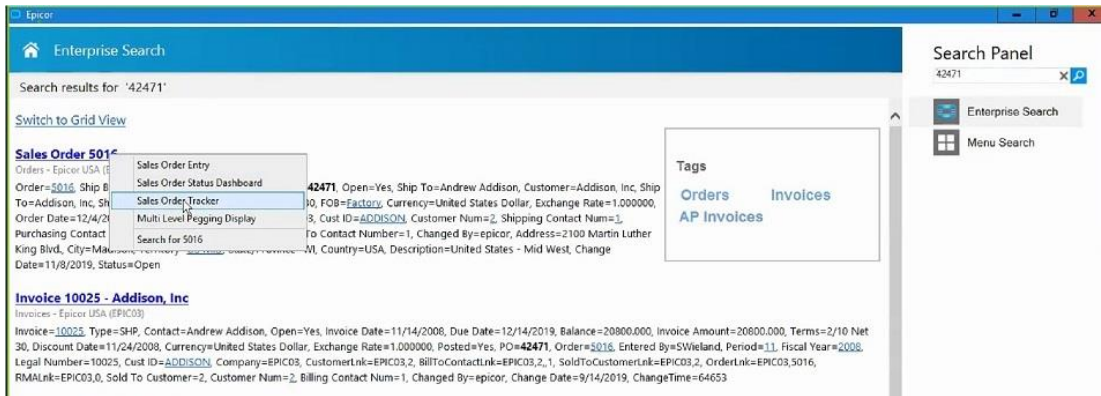 Epicor
Enterprise Search
Search results for '42471'
Switch to Grid View
Sales Order 5016
Orders - Epicor USA (E
Order=5016, Ship B
42471, Open=Yes, Ship To=Andrew Addison, Customer=Addison, Inc, Ship
To=Addison, Inc, Sh
30, FOB=Factory, Currency=United States Dollar, Exchange Rate=1.000000,
Order Date=12/4/20
3, Cust ID=ADDISON, Customer Num=2, Shipping Contact Num=1,
Purchasing Contact
To Contact Number=1, Changed By=epicor, Address=2100 Martin Luther
King Blvd., City=Madison,
WI, Country=USA, Description=United States - Mid West, Change
Date=11/8/2019, Status=Open
Sales Order Entry
Sales Order Status Dashboard
Sales Order Tracker
Multi Level Pegging Display
Search for 5016
Tags
Orders Invoices
AP Invoices
Invoice 10025 - Addison, Inc
Invoices - Epicor USA (EPIC03)
Invoice=10025, Type=SHP, Contact=Andrew Addison, Open=Yes, Invoice Date=11/14/2008, Due Date=12/14/2019, Balance=20800.000, Invoice Amount=20800.000, Terms=2/10 Net
30, Discount Date=11/24/2008, Currency=United States Dollar, Exchange Rate=1.000000, Posted=Yes, PO=42471, Order=5016, Entered By=SWieland, Period=11, Fiscal Year=2008,
Legal Number=10025, Cust ID=ADDISON, Company=EPIC03, CustomerLnk=EPIC03,2, BillToContactLnk=EPIC03,2,,1, SoldToCustomerLnk=EPIC03,2, OrderLnk=EPIC03,5016,
RMALnk=EPIC03,0, Sold To Customer=2, Customer Num=2, Billing Contact Num=1, Changed By=epicor, Change Date=9/14/2019, ChangeTime=64653
Search Panel
42471
Enterprise Search
Menu Search